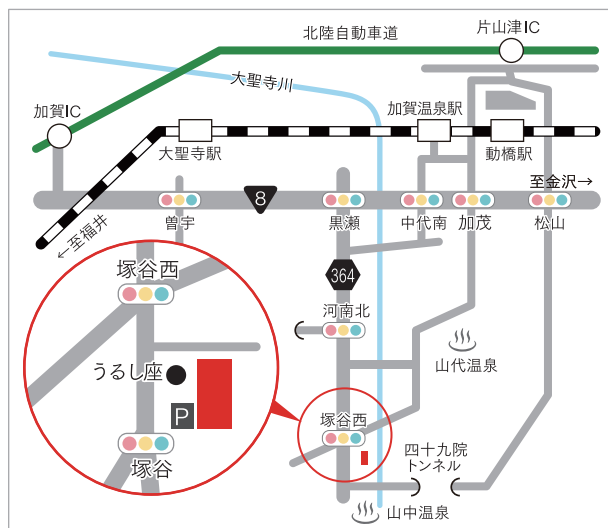 北陸自動車道
片山津IC
大聖寺川
加賀IC
加賀温泉駅
大聖寺駅
動橋駅
至金沢→
8
曽宇
黒瀬
中代南
加茂
松山
←至福井
364
塚谷西
河南北
山代温泉
うるし座
P
塚谷西
塚谷
四十九院
トンネル
山中温泉